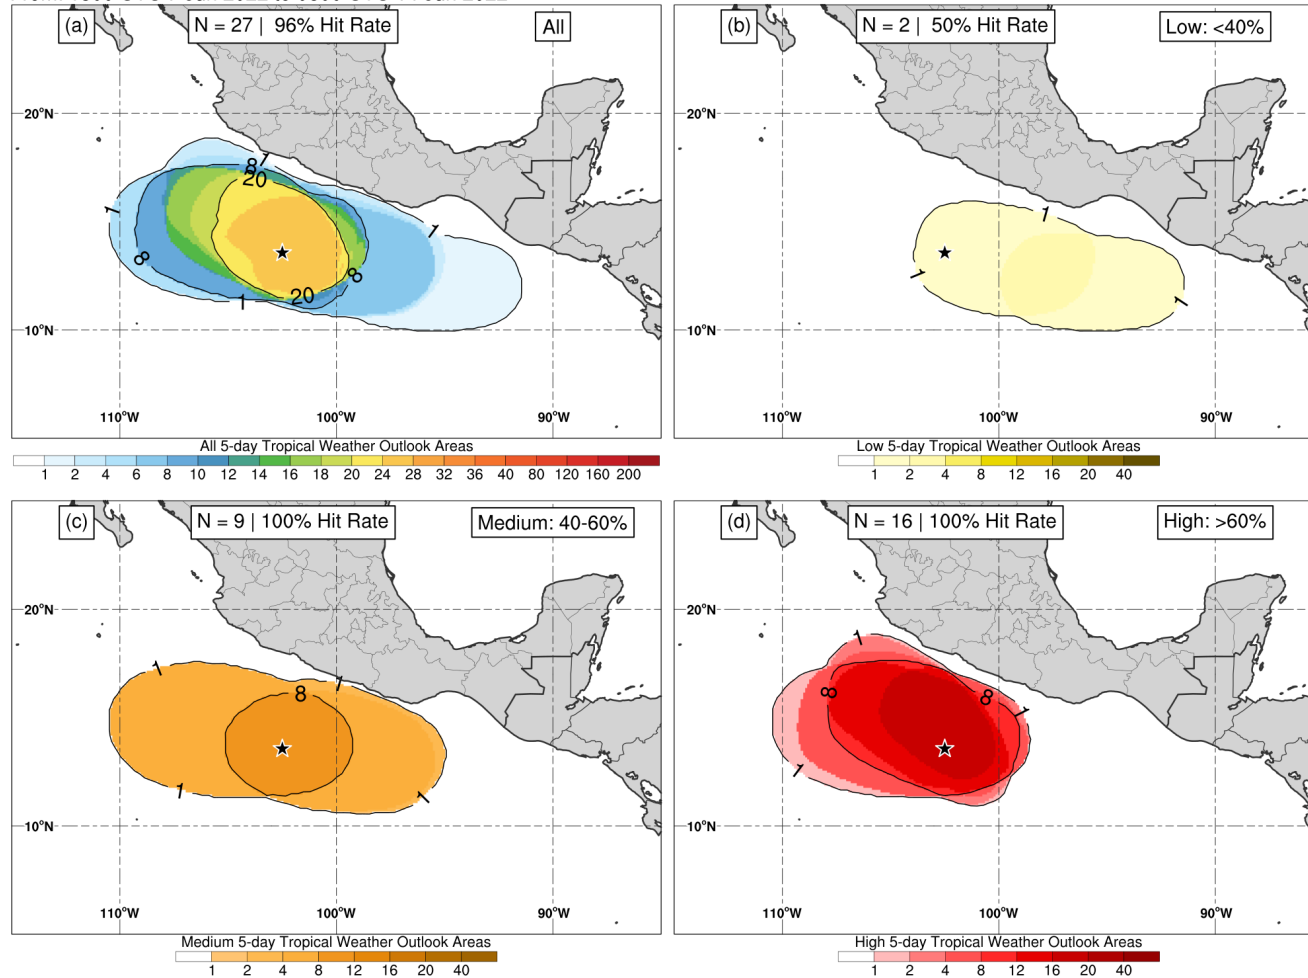 (a)
N = 27 | 96% Hit Rate
All
20°N
10°N
110°W
100°W
90°W
1
8
20
1
8
1
8
20
1
All 5-day Tropical Weather Outlook Areas
1 2 4 6 8 10 12 14 16 18 20 24 28 32 36 40 80 120 160 200
(b)
N = 2 | 50% Hit Rate
Low: <40%
20°N
10°N
110°W
100°W
90°W
1
1
1
Low 5-day Tropical Weather Outlook Areas
1 2 4 8 12 16 20 40
(c)
N = 9 | 100% Hit Rate
Medium: 40-60%
20°N
10°N
110°W
100°W
90°W
1
1
8
1
1
Medium 5-day Tropical Weather Outlook Areas
1 2 4 8 12 16 20 40
(d)
N = 16 | 100% Hit Rate
High: >60%
20°N
10°N
110°W
100°W
90°W
1
8
8
1
1
High 5-day Tropical Weather Outlook Areas
1 2 4 8 12 16 20 40